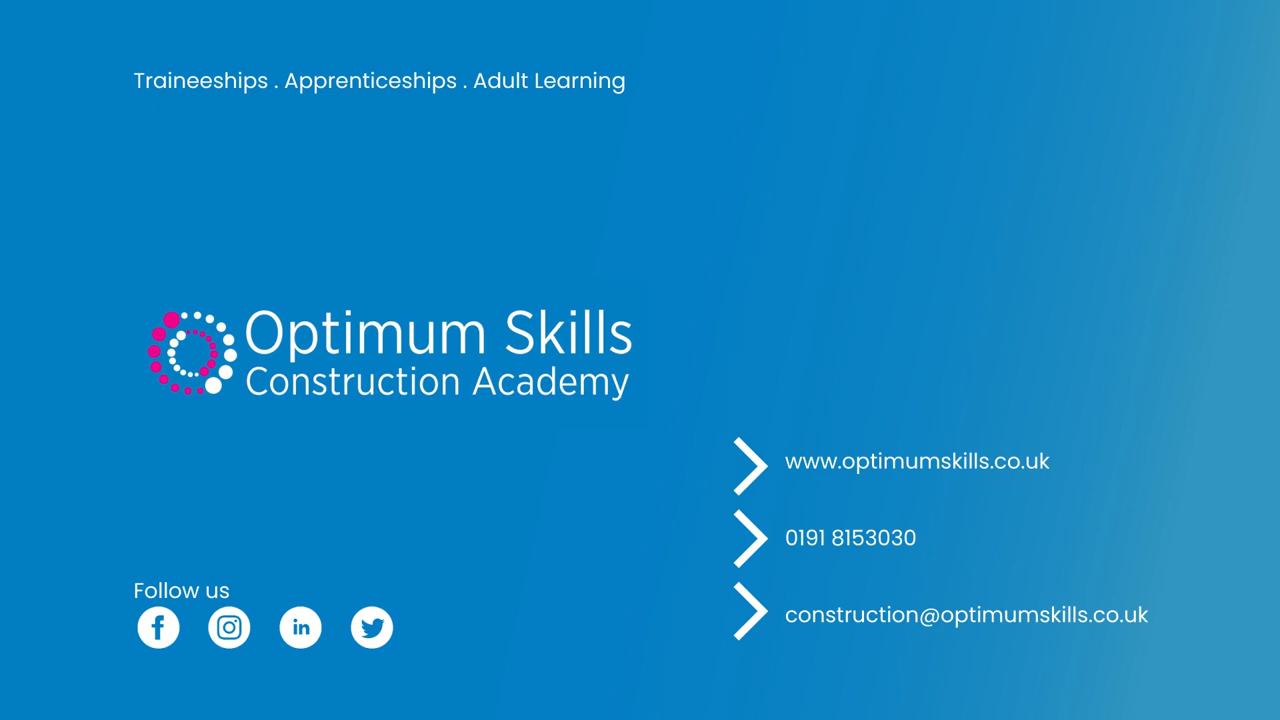 Traineeships . Apprenticeships . Adult Learning
Optimum Skills
Construction Academy
www.optimumskills.co.uk
0191 8153030
construction@optimumskills.co.uk
Follow us
f
in